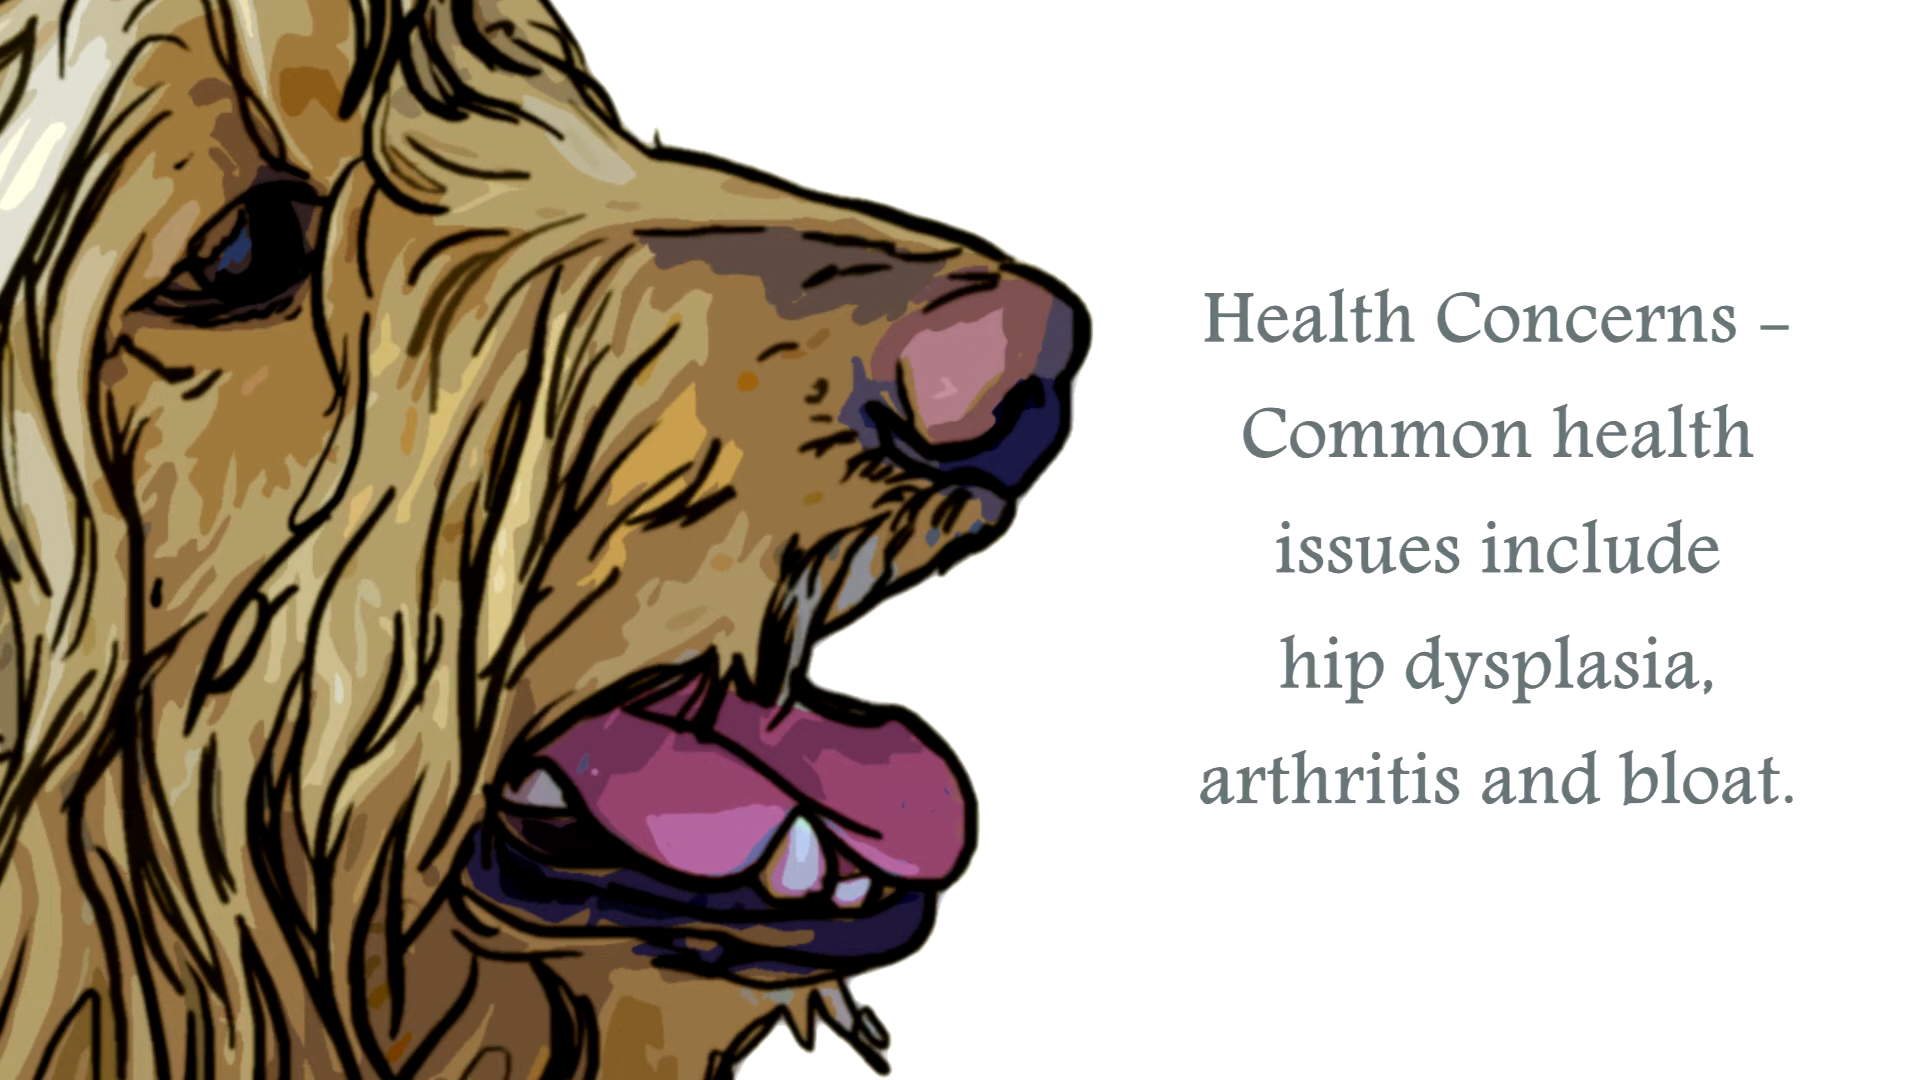 Health Concerns –
Common health
issues include
hip dysplasia,
arthritis and bloat.